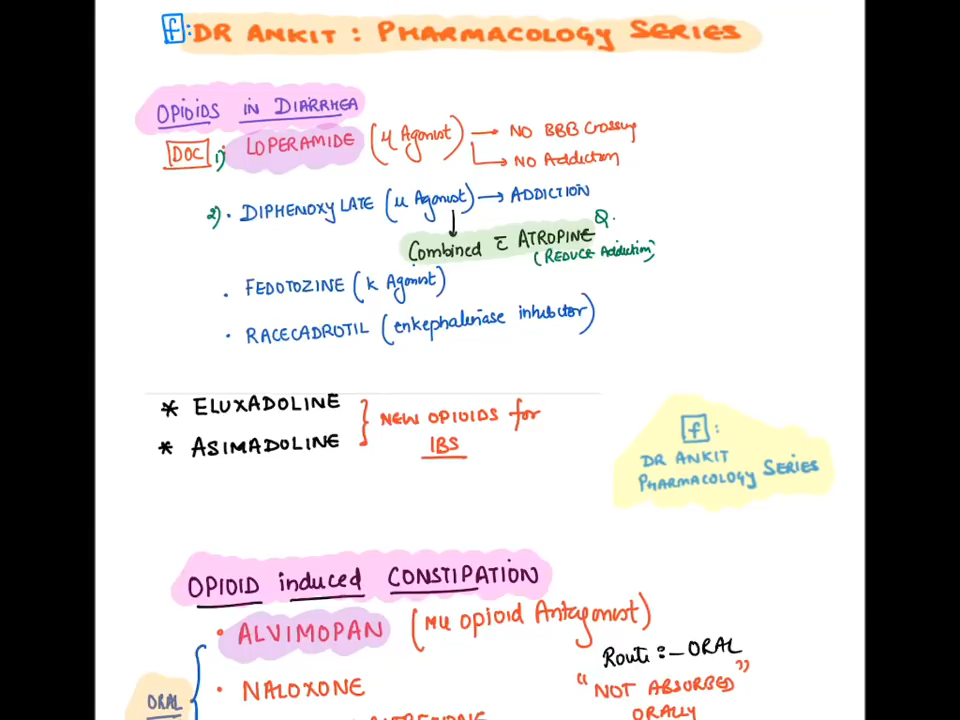 f: DR ANKIT : PHARMACOLOGY SERIES
OPIOIDS IN DIARRHEA
DOC 1) · LOPERAMIDE (μ Agonist) → NO BBB Crossing
→ NO Addiction
2) · DIPHENOXYLATE (μ Agonist) → ADDICTION
Combined c̄ ATROPINE Q.
(REDUCE Addiction)
· FEDOTOZINE (k Agonist)
· RACECADROTIL (enkephalinase inhibitor)
* ELUXADOLINE
* ASIMADOLINE
} NEW OPIOIDS for
IBS
f:
DR ANKIT
PHARMACOLOGY SERIES
OPIOID induced CONSTIPATION
· ALVIMOPAN (MU opioid Antagonist)
Route :- ORAL
ORAL
· NALOXONE
"NOT ABSORBED"
ORALLY